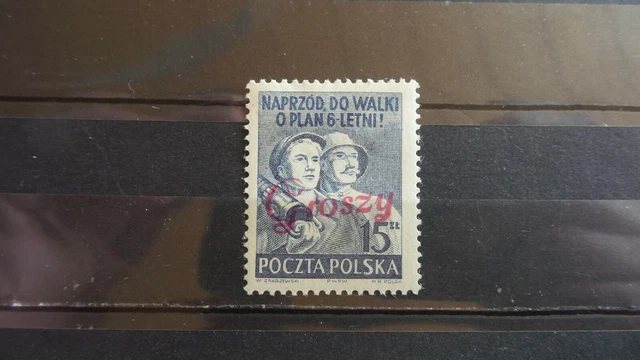 NAPRZÓD, DO WALKI
O PLAN 6-LETNI!
Groszy
15 ZŁ
POCZTA POLSKA
P.W.P.W.